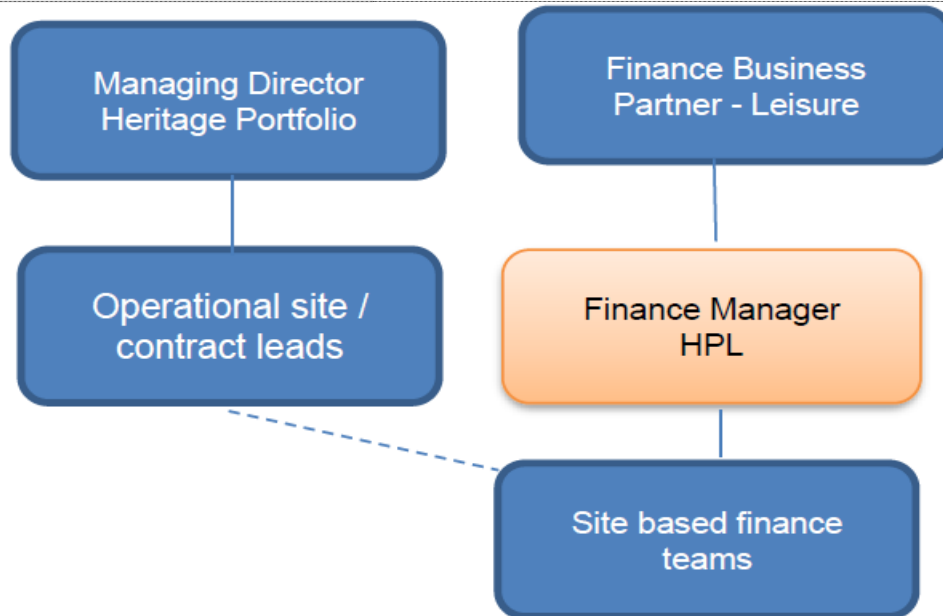 Managing Director
Heritage Portfolio
Finance Business
Partner - Leisure
Operational site /
contract leads
Finance Manager
HPL
Site based finance
teams